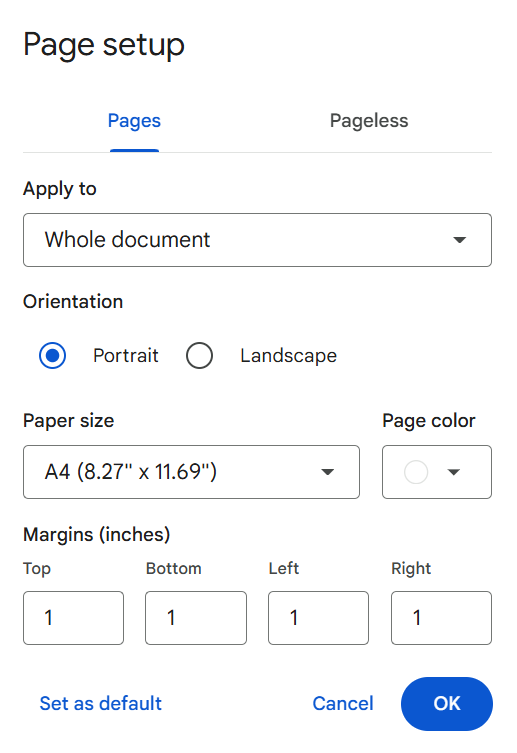 Page setup
Pages Pageless
Apply to
Whole document
Orientation
Portrait Landscape
Paper size Page color
A4 (8.27" x 11.69")
Margins (inches)
Top Bottom Left Right
1 1 1 1
Set as default Cancel OK